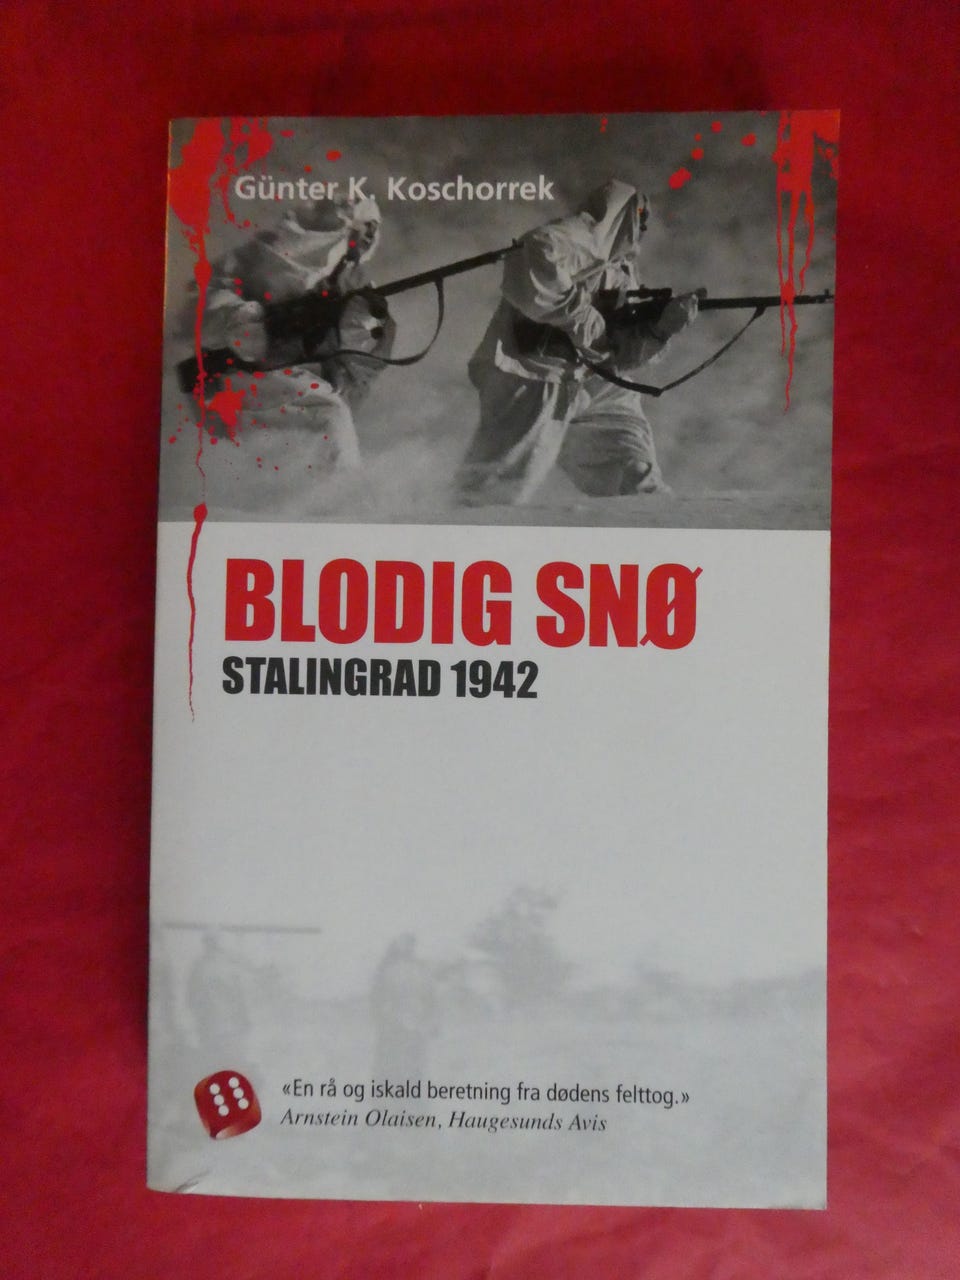 Günter K. Koschorrek
BLODIG SNØ
STALINGRAD 1942
«En rå og iskald beretning fra dødens felttog.»
Arnstein Olaisen, Haugesunds Avis